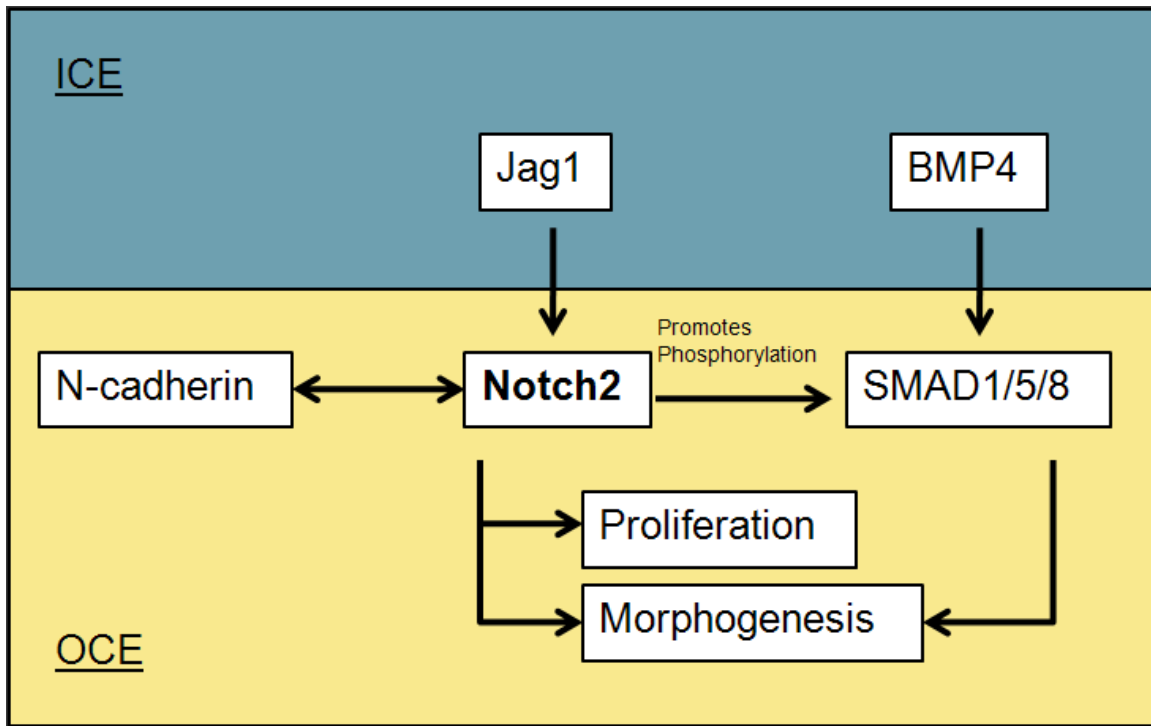 ICE
Jag1
BMP4
Promotes
Phosphorylation
N-cadherin
Notch2
SMAD1/5/8
Proliferation
Morphogenesis
OCE